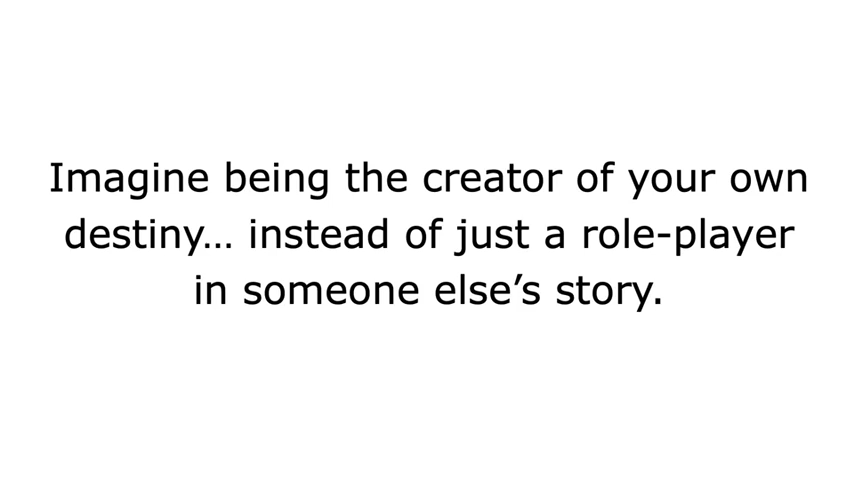 Imagine being the creator of your own
destiny… instead of just a role-player
in someone else’s story.